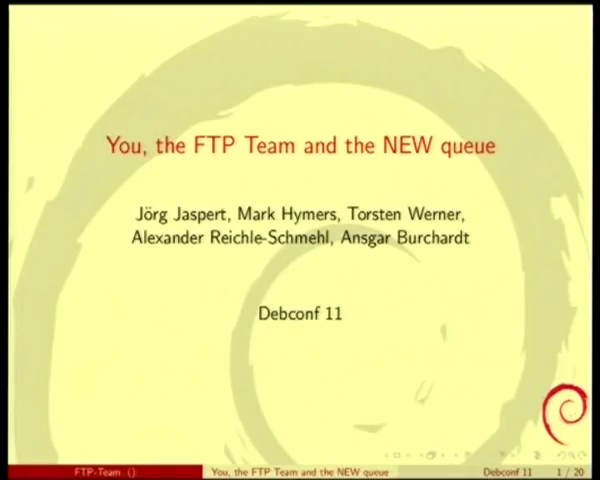 You, the FTP Team and the NEW queue
Jörg Jaspert, Mark Hymers, Torsten Werner,
Alexander Reichle-Schmehl, Ansgar Burchardt
Debconf 11
FTP-Team () You, the FTP Team and the NEW queue Debconf 11 1 / 20